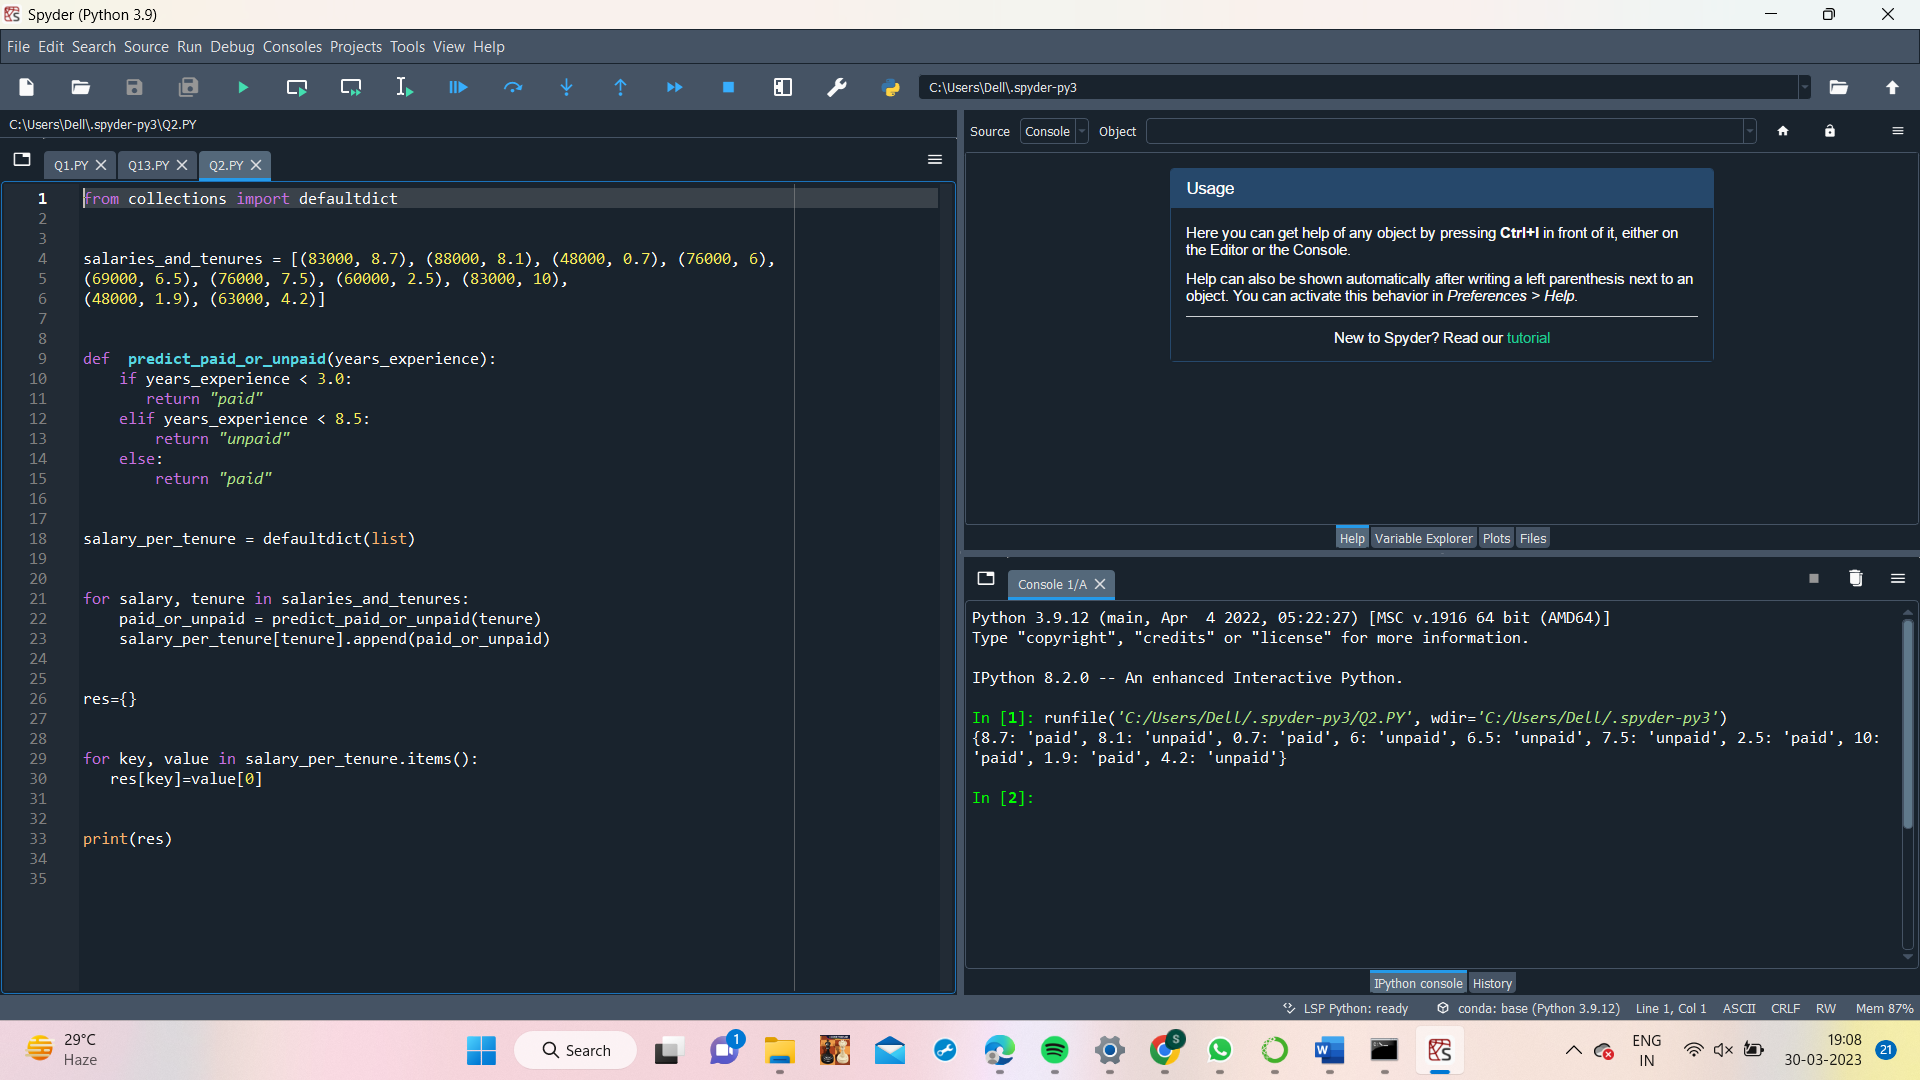 Spyder (Python 3.9)
File Edit Search Source Run Debug Consoles Projects Tools View Help
C:\Users\Dell\.spyder-py3
C:\Users\Dell\.spyder-py3\Q2.PY
Q1.PY Q13.PY Q2.PY
1 from collections import defaultdict
2
3
4 salaries_and_tenures = [(83000, 8.7), (88000, 8.1), (48000, 0.7), (76000, 6),
5 (69000, 6.5), (76000, 7.5), (60000, 2.5), (83000, 10),
6 (48000, 1.9), (63000, 4.2)]
7
8
9 def  predict_paid_or_unpaid(years_experience):
10     if years_experience < 3.0:
11        return "paid"
12     elif years_experience < 8.5:
13         return "unpaid"
14     else:
15         return "paid"
16
17
18 salary_per_tenure = defaultdict(list)
19
20
21 for salary, tenure in salaries_and_tenures:
22     paid_or_unpaid = predict_paid_or_unpaid(tenure)
23     salary_per_tenure[tenure].append(paid_or_unpaid)
24
25
26 res={}
27
28
29 for key, value in salary_per_tenure.items():
30    res[key]=value[0]
31
32
33 print(res)
34
35
Source Console Object
Usage
Here you can get help of any object by pressing Ctrl+I in front of it, either on
the Editor or the Console.
Help can also be shown automatically after writing a left parenthesis next to an
object. You can activate this behavior in Preferences > Help.
New to Spyder? Read our tutorial
Help Variable Explorer Plots Files
Console 1/A
Python 3.9.12 (main, Apr  4 2022, 05:22:27) [MSC v.1916 64 bit (AMD64)]
Type "copyright", "credits" or "license" for more information.
IPython 8.2.0 -- An enhanced Interactive Python.
In [1]: runfile('C:/Users/Dell/.spyder-py3/Q2.PY', wdir='C:/Users/Dell/.spyder-py3')
{8.7: 'paid', 8.1: 'unpaid', 0.7: 'paid', 6: 'unpaid', 6.5: 'unpaid', 7.5: 'unpaid', 2.5: 'paid', 10:
'paid', 1.9: 'paid', 4.2: 'unpaid'}
In [2]:
IPython console History
LSP Python: ready conda: base (Python 3.9.12) Line 1, Col 1 ASCII CRLF RW Mem 87%
29°C
Haze
Search
1
S
W
ENG
IN
19:08
30-03-2023
21